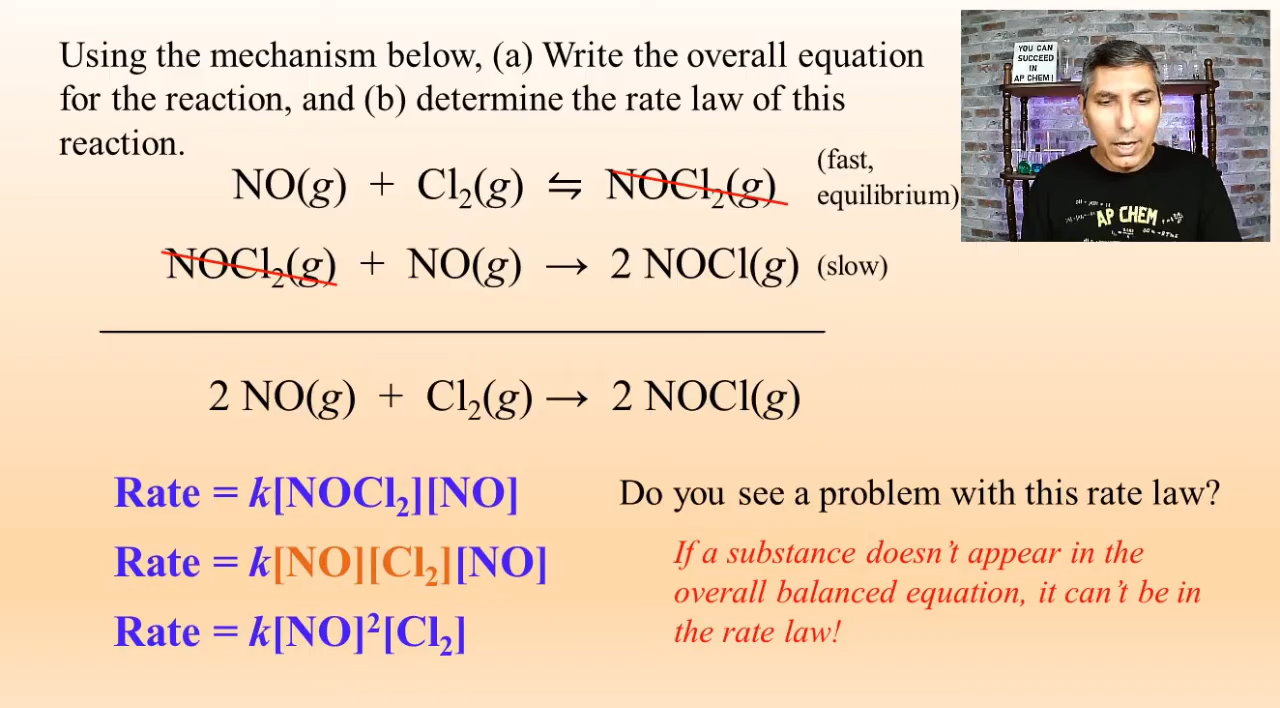 Using the mechanism below, (a) Write the overall equation
for the reaction, and (b) determine the rate law of this
reaction.
NO(g) + Cl₂(g) ⇋ NOCl₂(g) (fast,
equilibrium)
NOCl₂(g) + NO(g) → 2 NOCl(g) (slow)
2 NO(g) + Cl₂(g) → 2 NOCl(g)
Rate = k[NOCl₂][NO] Do you see a problem with this rate law?
Rate = k[NO][Cl₂][NO]
Rate = k[NO]²[Cl₂]
If a substance doesn't appear in the
overall balanced equation, it can't be in
the rate law!
YOU CAN
SUCCEED
IN
AP CHEM!
AP CHEM